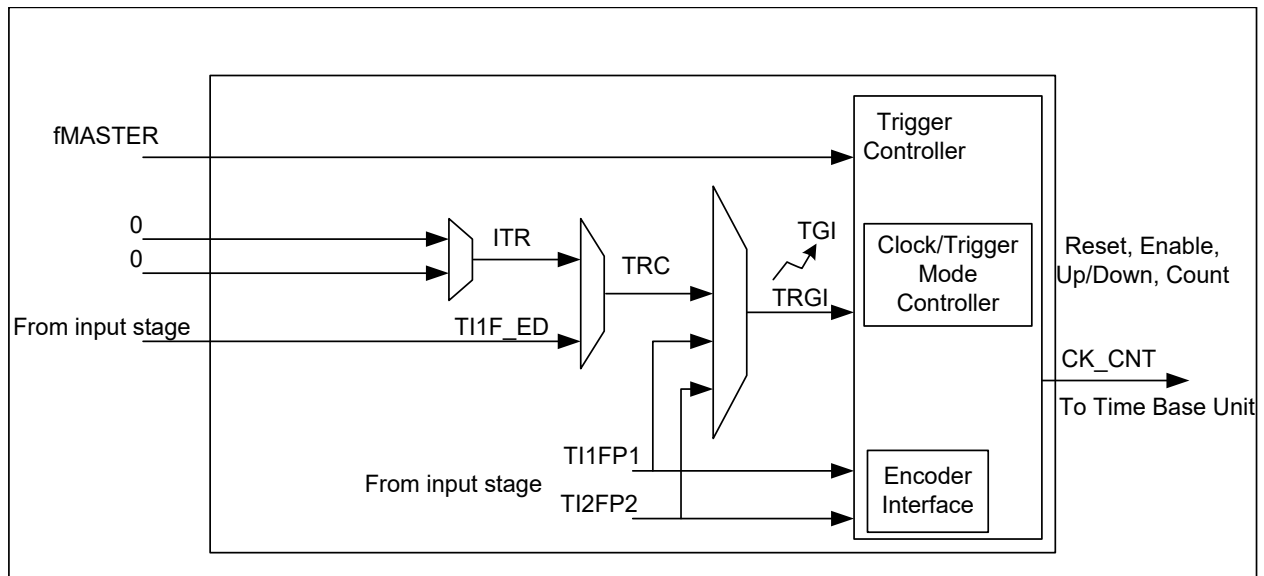 fMASTER
Trigger
Controller
0
ITR
TGI
Clock/Trigger
Mode
Controller
Reset, Enable,
Up/Down, Count
0
TRC
TRGI
From input stage
TI1F_ED
CK_CNT
To Time Base Unit
TI1FP1
From input stage
Encoder
Interface
TI2FP2